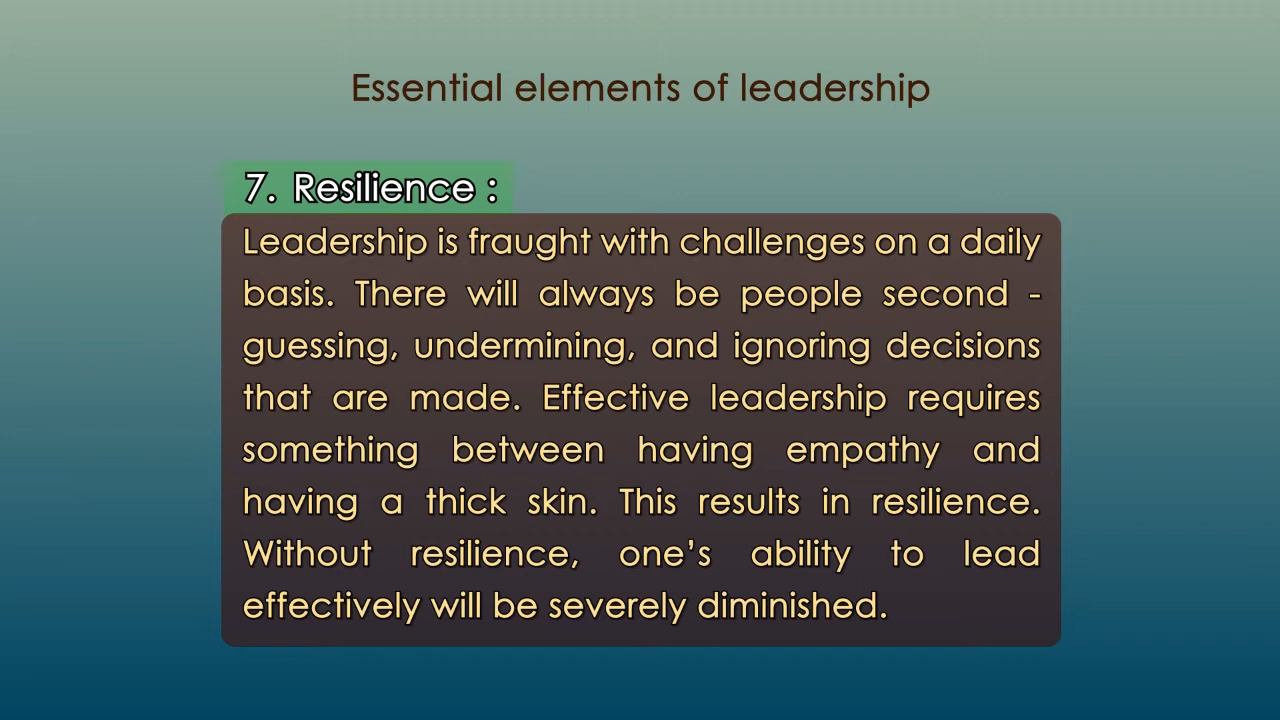 Essential elements of leadership
7. Resilience :
Leadership is fraught with challenges on a daily
basis. There will always be people second -
guessing, undermining, and ignoring decisions
that are made. Effective leadership requires
something between having empathy and
having a thick skin. This results in resilience.
Without resilience, one’s ability to lead
effectively will be severely diminished.